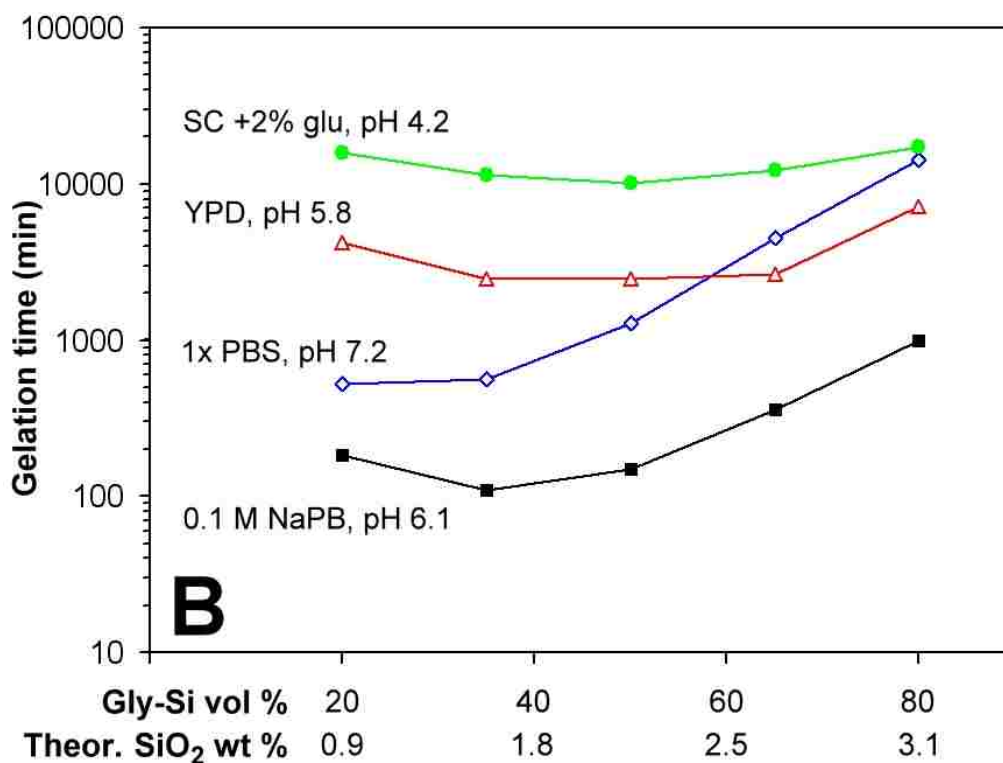 100000
SC +2% glu, pH 4.2
10000
YPD, pH 5.8
Gelation time (min)
1000
1x PBS, pH 7.2
100
0.1 M NaPB, pH 6.1
B
10
Gly-Si vol % 20 40 60 80
Theor. SiO₂ wt % 0.9 1.8 2.5 3.1